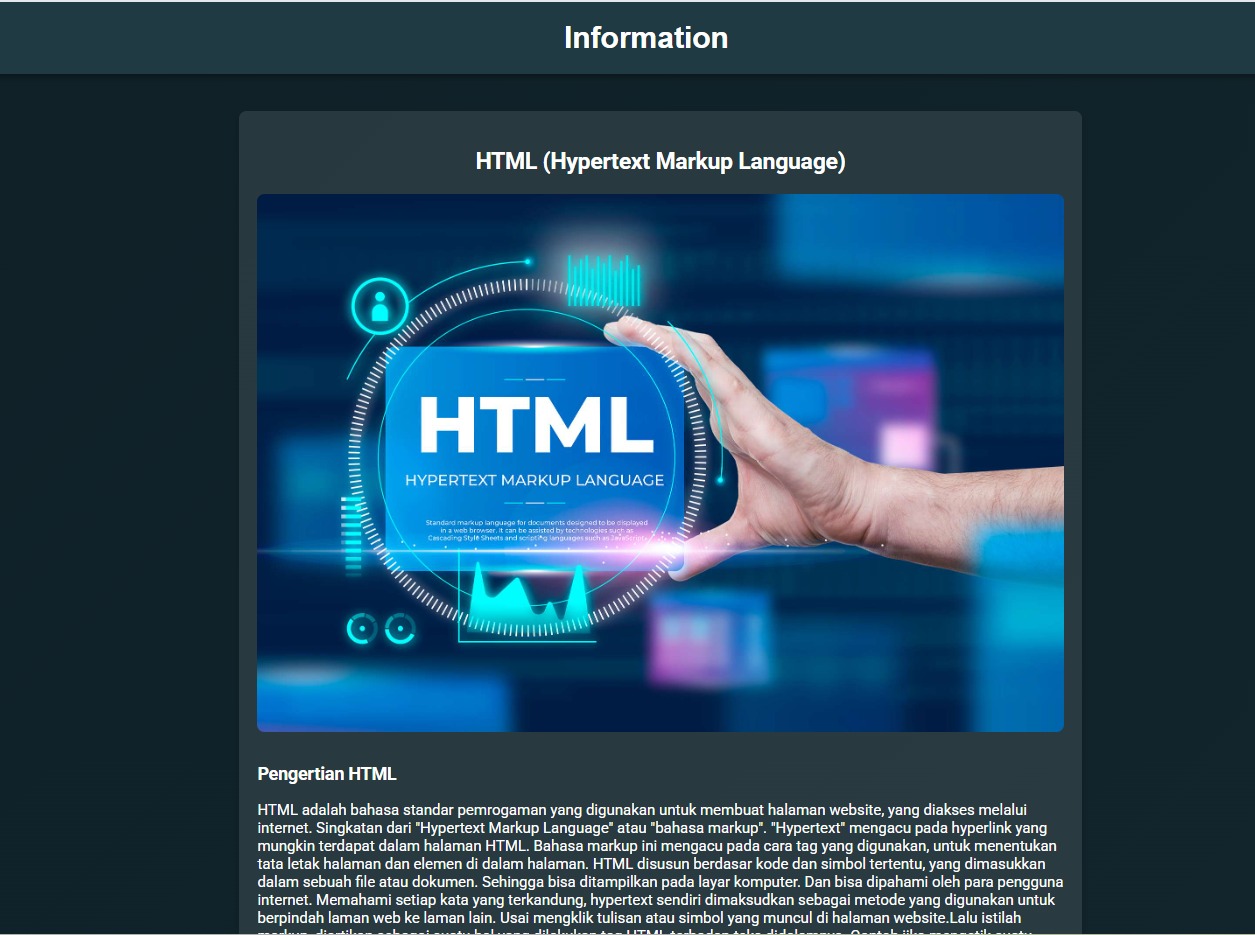 Information
HTML (Hypertext Markup Language)
HTML
HYPERTEXT MARKUP LANGUAGE
Standard markup language for documents designed to be displayed
in a web browser. It can be assisted by technologies such as
Cascading Style Sheets and scripting languages such as JavaScript
Pengertian HTML
HTML adalah bahasa standar pemrogaman yang digunakan untuk membuat halaman website, yang diakses melalui
internet. Singkatan dari "Hypertext Markup Language" atau "bahasa markup". "Hypertext" mengacu pada hyperlink yang
mungkin terdapat dalam halaman HTML. Bahasa markup ini mengacu pada cara tag yang digunakan, untuk menentukan
tata letak halaman dan elemen di dalam halaman. HTML disusun berdasar kode dan simbol tertentu, yang dimasukkan
dalam sebuah file atau dokumen. Sehingga bisa ditampilkan pada layar komputer. Dan bisa dipahami oleh para pengguna
internet. Memahami setiap kata yang terkandung, hypertext sendiri dimaksudkan sebagai metode yang digunakan untuk
berpindah laman web ke laman lain. Usai mengklik tulisan atau simbol yang muncul di halaman website.Lalu istilah